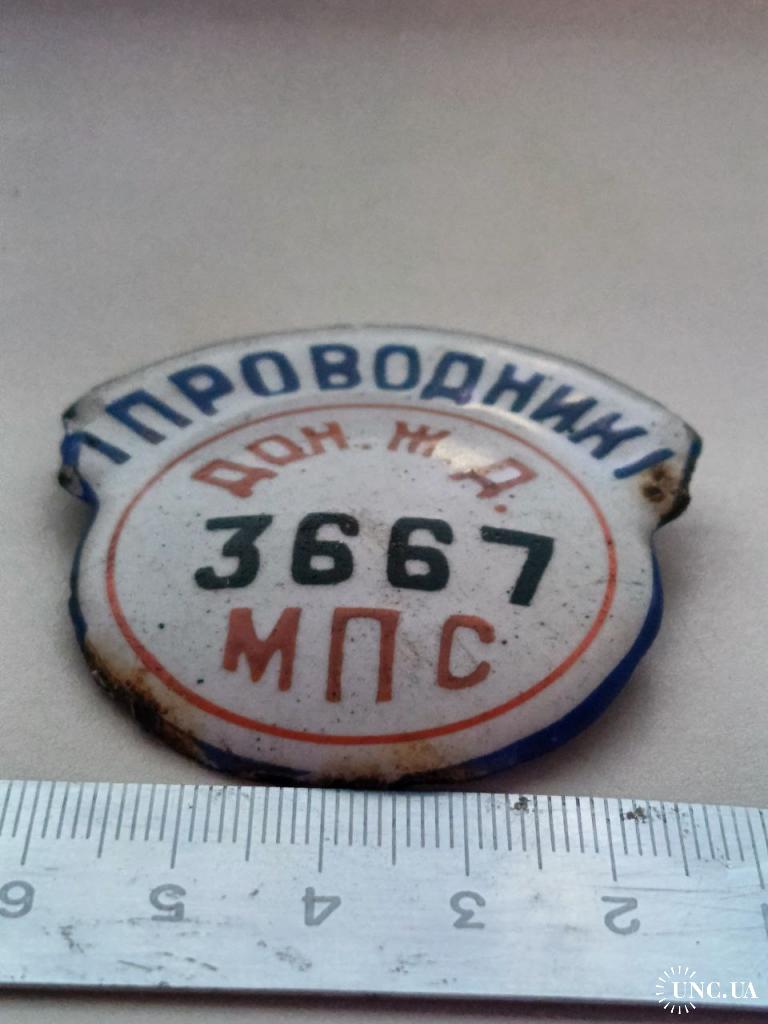 ПРОВОДНИК
ДОН. Ж. Д.
3667
МПС
6 5 4 3 2
UNC.UA